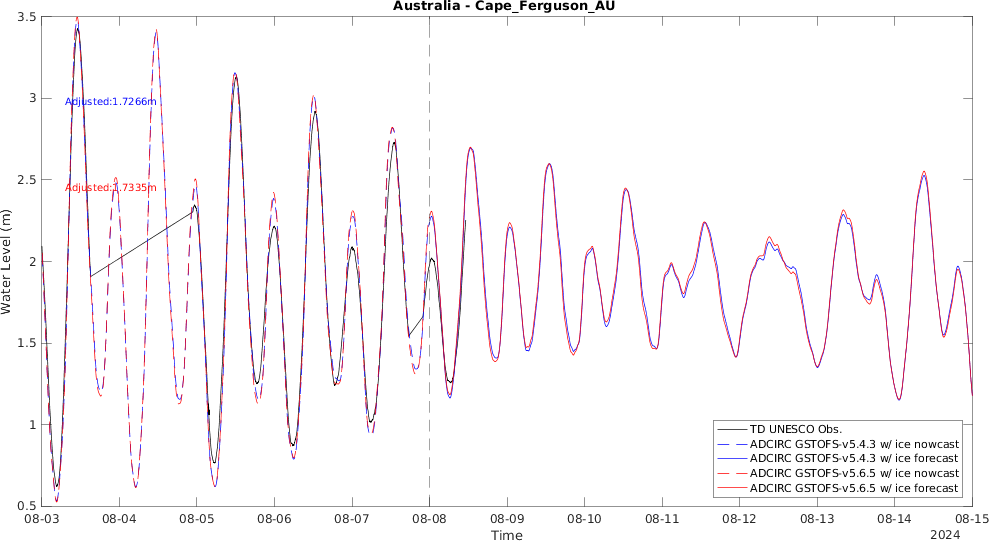 Australia - Cape_Ferguson_AU
3.5
3
2.5
2
1.5
1
0.5
Water Level (m)
Adjusted:1.7266m
Adjusted:1.7335m
TD UNESCO Obs.
ADCIRC GSTOFS-v5.4.3 w/ ice nowcast
ADCIRC GSTOFS-v5.4.3 w/ ice forecast
ADCIRC GSTOFS-v5.6.5 w/ ice nowcast
ADCIRC GSTOFS-v5.6.5 w/ ice forecast
08-03 08-04 08-05 08-06 08-07 08-08 08-09 08-10 08-11 08-12 08-13 08-14 08-15
Time
2024